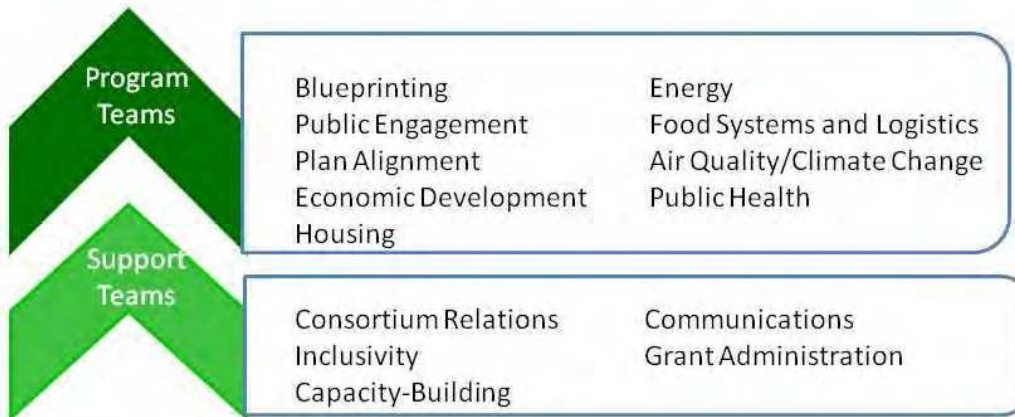 Program
Teams
Blueprinting
Public Engagement
Plan Alignment
Economic Development
Housing
Energy
Food Systems and Logistics
Air Quality/Climate Change
Public Health
Support
Teams
Consortium Relations
Inclusivity
Capacity-Building
Communications
Grant Administration